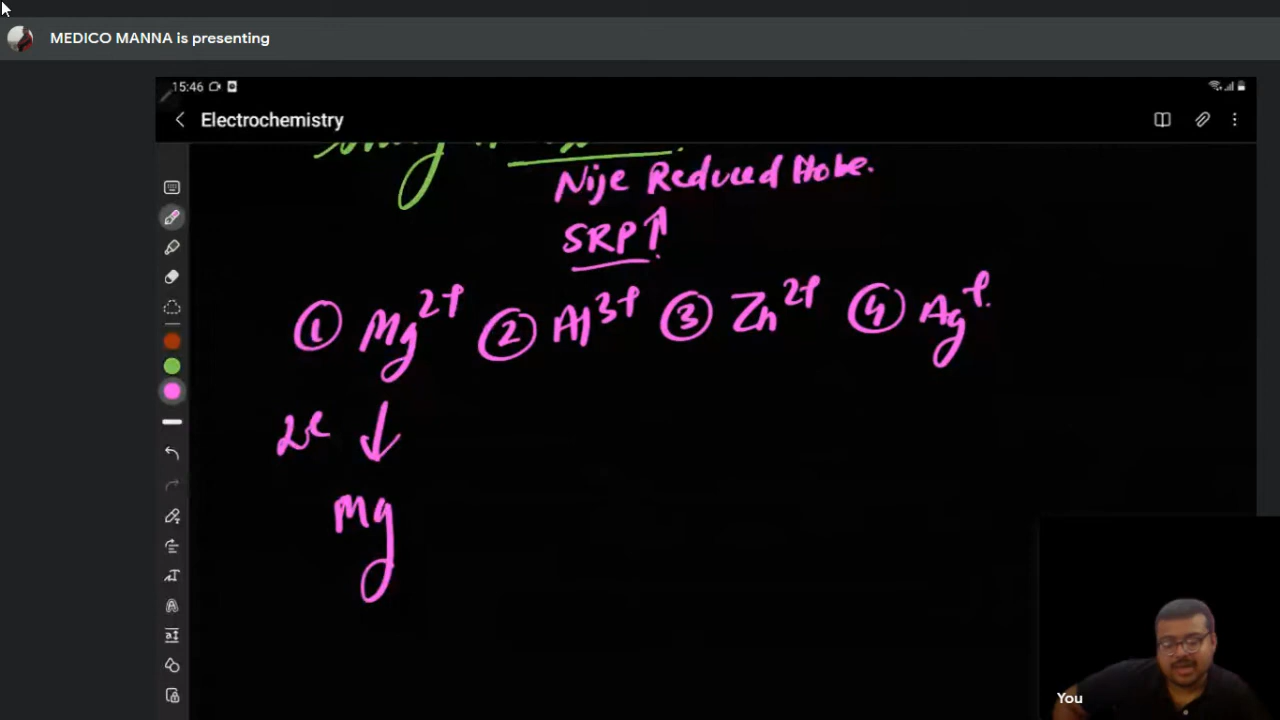 MEDICO MANNA is presenting
15:46
Electrochemistry
Nije Reduced Hobe.
SRP↑
① Mg²⁺ ② Al³⁺ ③ Zn²⁺ ④ Ag⁺.
2e ↓
Mg
You